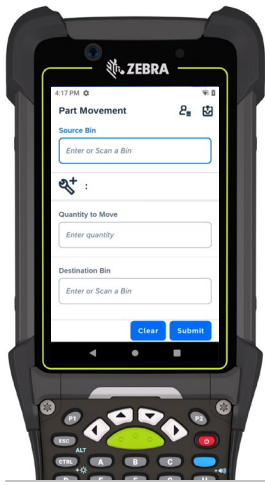 ZEBRA
4:17 PM
Part Movement
Source Bin
Enter or Scan a Bin
:
Quantity to Move
Enter quantity
Destination Bin
Enter or Scan a Bin
Clear Submit
P1 P2
ESC
ALT
CTRL A B C